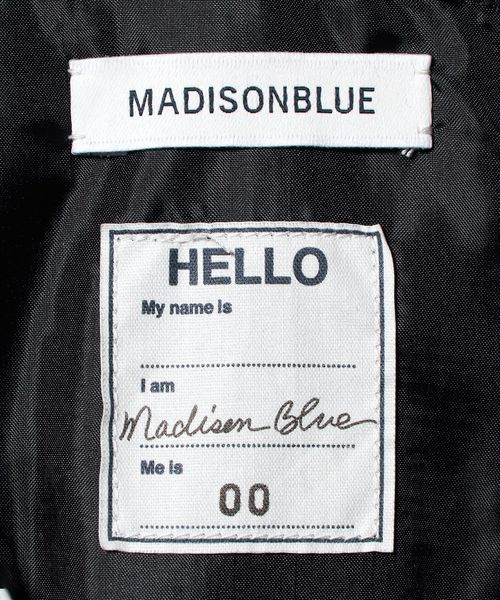 MADISONBLUE
HELLO
My name is
I am
Madison Blue
Me is
00